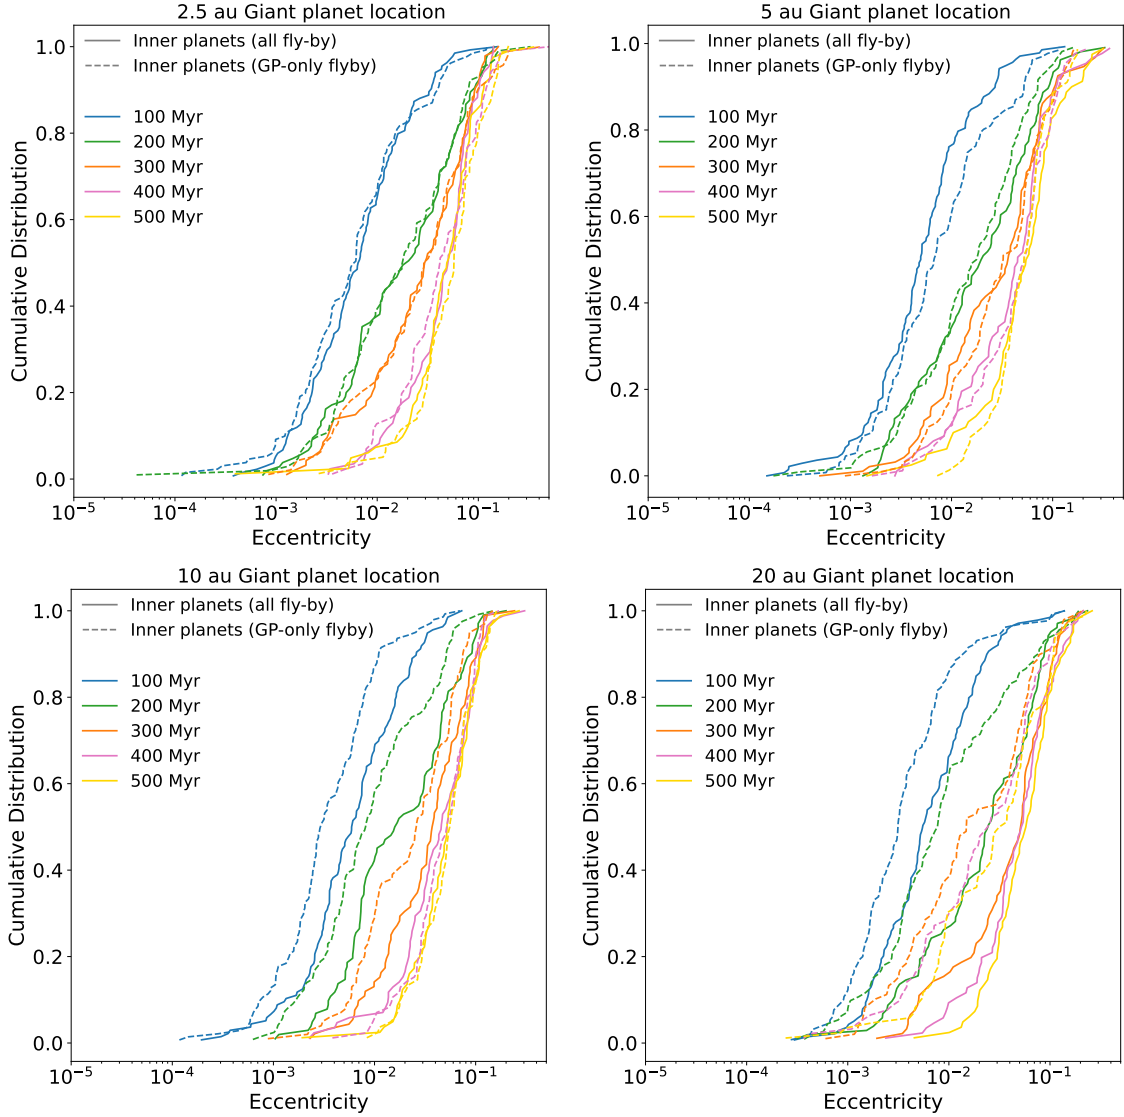 2.5 au Giant planet location
Cumulative Distribution
1.0
0.8
0.6
0.4
0.2
0.0
Inner planets (all fly-by)
Inner planets (GP-only flyby)
100 Myr
200 Myr
300 Myr
400 Myr
500 Myr
10−5 10−4 10−3 10−2 10−1
Eccentricity
5 au Giant planet location
Cumulative Distribution
1.0
0.8
0.6
0.4
0.2
0.0
Inner planets (all fly-by)
Inner planets (GP-only flyby)
100 Myr
200 Myr
300 Myr
400 Myr
500 Myr
10−5 10−4 10−3 10−2 10−1
Eccentricity
10 au Giant planet location
Cumulative Distribution
1.0
0.8
0.6
0.4
0.2
0.0
Inner planets (all fly-by)
Inner planets (GP-only flyby)
100 Myr
200 Myr
300 Myr
400 Myr
500 Myr
10−5 10−4 10−3 10−2 10−1
Eccentricity
20 au Giant planet location
Cumulative Distribution
1.0
0.8
0.6
0.4
0.2
0.0
Inner planets (all fly-by)
Inner planets (GP-only flyby)
100 Myr
200 Myr
300 Myr
400 Myr
500 Myr
10−5 10−4 10−3 10−2 10−1
Eccentricity